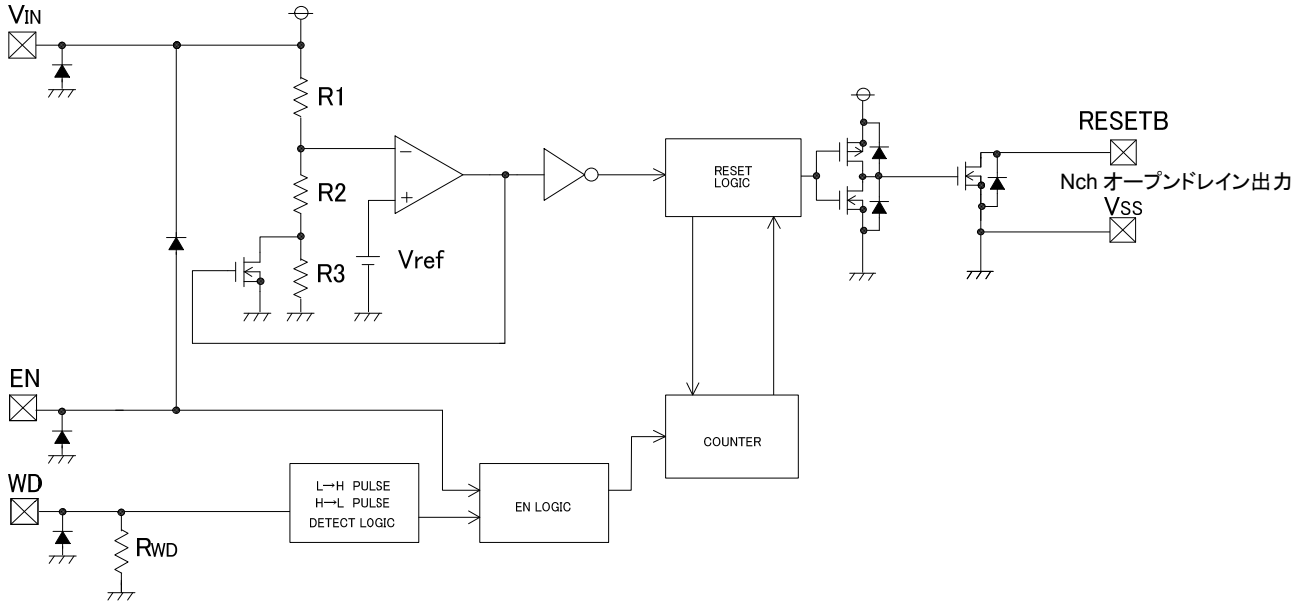 VIN
R1
R2
R3
Vref
RESET
LOGIC
RESETB
Nch オープンドレイン出力
VSS
EN
COUNTER
WD
L→H PULSE
H→L PULSE
DETECT LOGIC
EN LOGIC
RWD